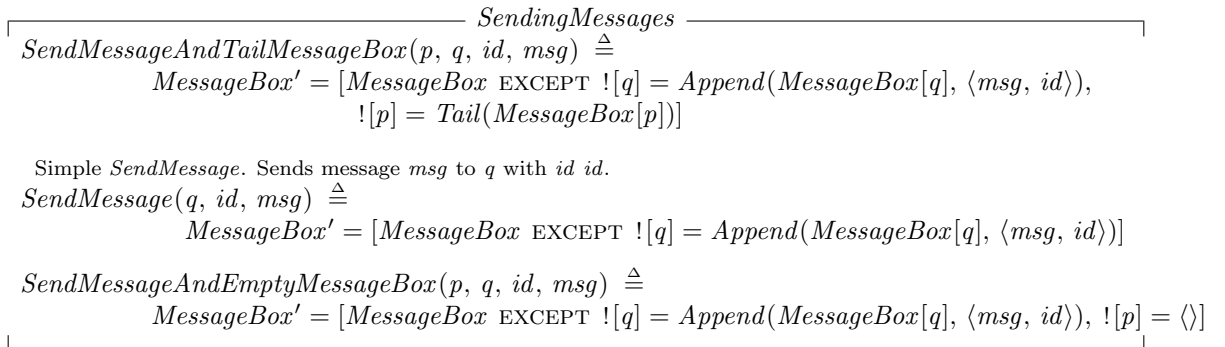 SendingMessages
SendMessageAndTailMessageBox(p, q, id, msg) ≜
MessageBox′ = [MessageBox EXCEPT ![q] = Append(MessageBox[q], ⟨msg, id⟩),
![p] = Tail(MessageBox[p])]
Simple SendMessage. Sends message msg to q with id id.
SendMessage(q, id, msg) ≜
MessageBox′ = [MessageBox EXCEPT ![q] = Append(MessageBox[q], ⟨msg, id⟩)]
SendMessageAndEmptyMessageBox(p, q, id, msg) ≜
MessageBox′ = [MessageBox EXCEPT ![q] = Append(MessageBox[q], ⟨msg, id⟩), ![p] = ⟨⟩]